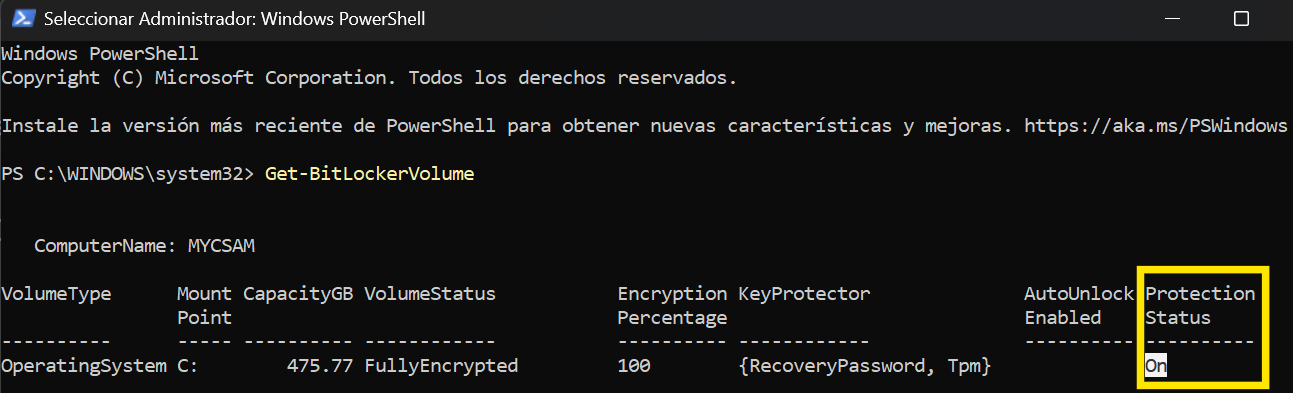 Seleccionar Administrador: Windows PowerShell
Windows PowerShell
Copyright (C) Microsoft Corporation. Todos los derechos reservados.
Instale la versión más reciente de PowerShell para obtener nuevas características y mejoras. https://aka.ms/PSWindows
PS C:\WINDOWS\system32> Get-BitLockerVolume
ComputerName: MYCSAM
VolumeType Mount CapacityGB VolumeStatus Encryption KeyProtector AutoUnlock Protection
Point Percentage Enabled Status
---------- ----- ---------- ------------ ---------- ------------ ---------- ----------
OperatingSystem C: 475.77 FullyEncrypted 100 {RecoveryPassword, Tpm} On